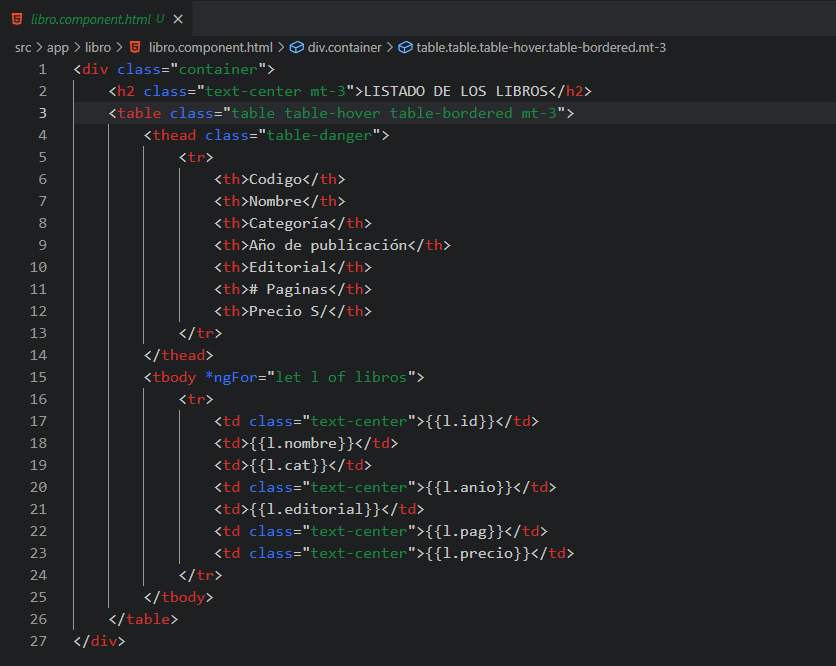 libro.component.html U ×
src > app > libro > libro.component.html > div.container > table.table.table-hover.table-bordered.mt-3
1 <div class="container">
2 <h2 class="text-center mt-3">LISTADO DE LOS LIBROS</h2>
3 <table class="table table-hover table-bordered mt-3">
4 <thead class="table-danger">
5 <tr>
6 <th>Codigo</th>
7 <th>Nombre</th>
8 <th>Categoría</th>
9 <th>Año de publicación</th>
10 <th>Editorial</th>
11 <th># Paginas</th>
12 <th>Precio S/</th>
13 </tr>
14 </thead>
15 <tbody *ngFor="let l of libros">
16 <tr>
17 <td class="text-center">{{l.id}}</td>
18 <td>{{l.nombre}}</td>
19 <td>{{l.cat}}</td>
20 <td class="text-center">{{l.anio}}</td>
21 <td>{{l.editorial}}</td>
22 <td class="text-center">{{l.pag}}</td>
23 <td class="text-center">{{l.precio}}</td>
24 </tr>
25 </tbody>
26 </table>
27 </div>